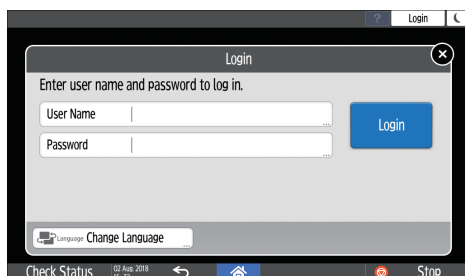 ? Login
Login
Enter user name and password to log in.
User Name
Login
Password
Language Change Language
Check Status 02 Aug. 2018 Stop